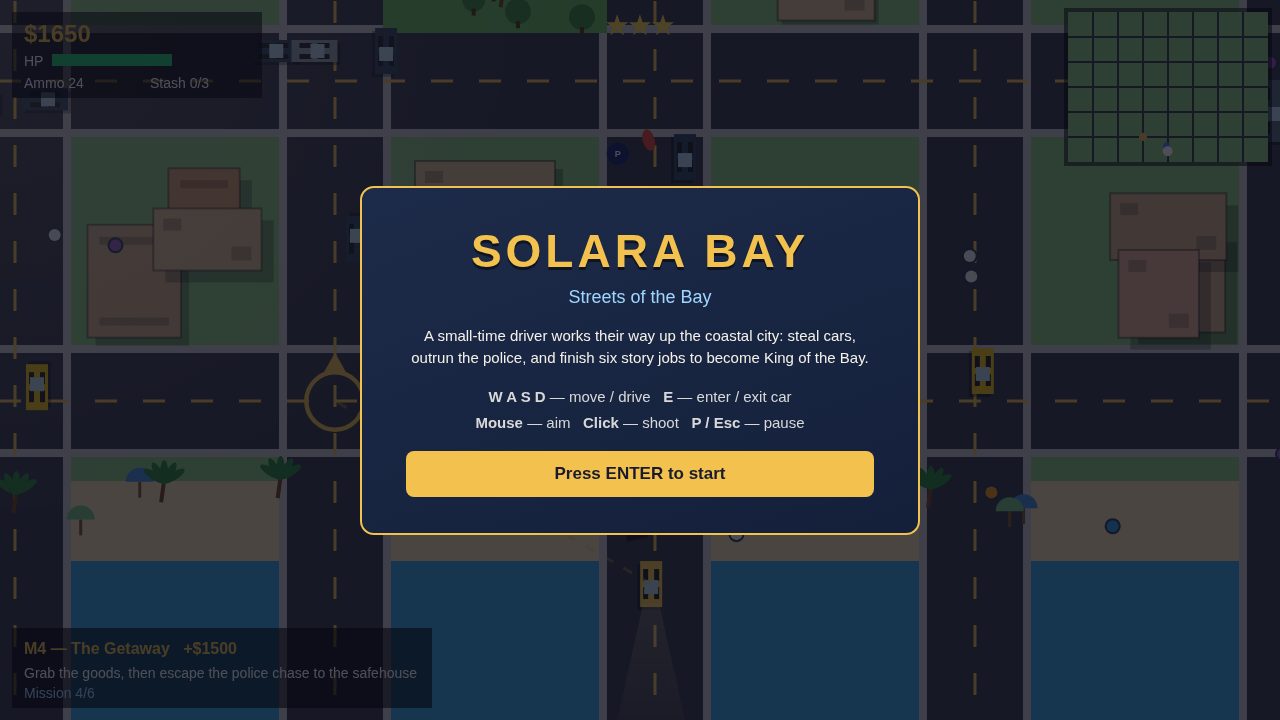 $1650
HP
Ammo 24 Stash 0/3
P
SOLARA BAY
Streets of the Bay
A small-time driver works their way up the coastal city: steal cars,
outrun the police, and finish six story jobs to become King of the Bay.
W A S D — move / drive E — enter / exit car
Mouse — aim Click — shoot P / Esc — pause
Press ENTER to start
M4 — The Getaway +$1500
Grab the goods, then escape the police chase to the safehouse
Mission 4/6